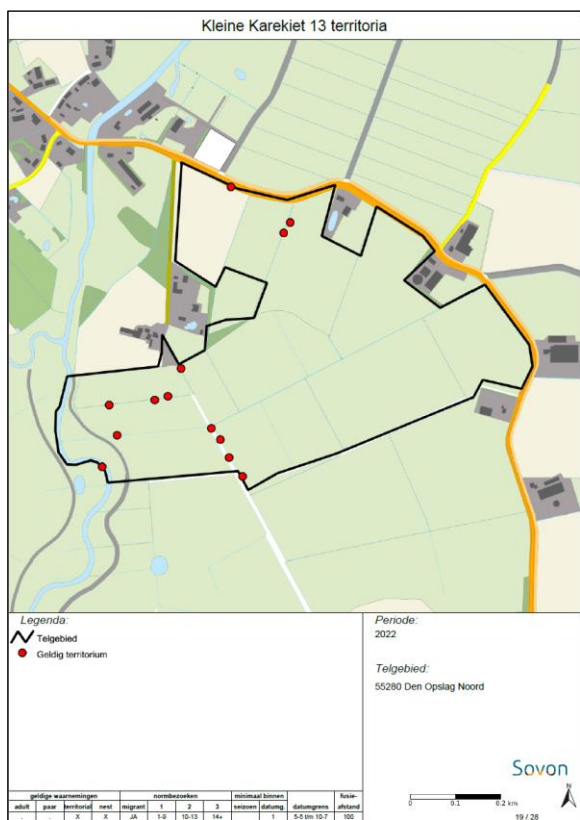 Kleine Karekiet 13 territoria
Legenda:
Telgebied
Geldig territorium
Periode:
2022
Telgebied:
55280 Den Opslag Noord
Sovon
0 0.1 0.2 km
N
19 / 28
geldige waarnemingen normbezoeken minimaal binnen fusie-
adult paar territorial nest migrant 1 2 3 seizoen datumg. datumgrens afstand
. . X X JA 1-9 10-13 14+ 1 5-5 t/m 10-7 100